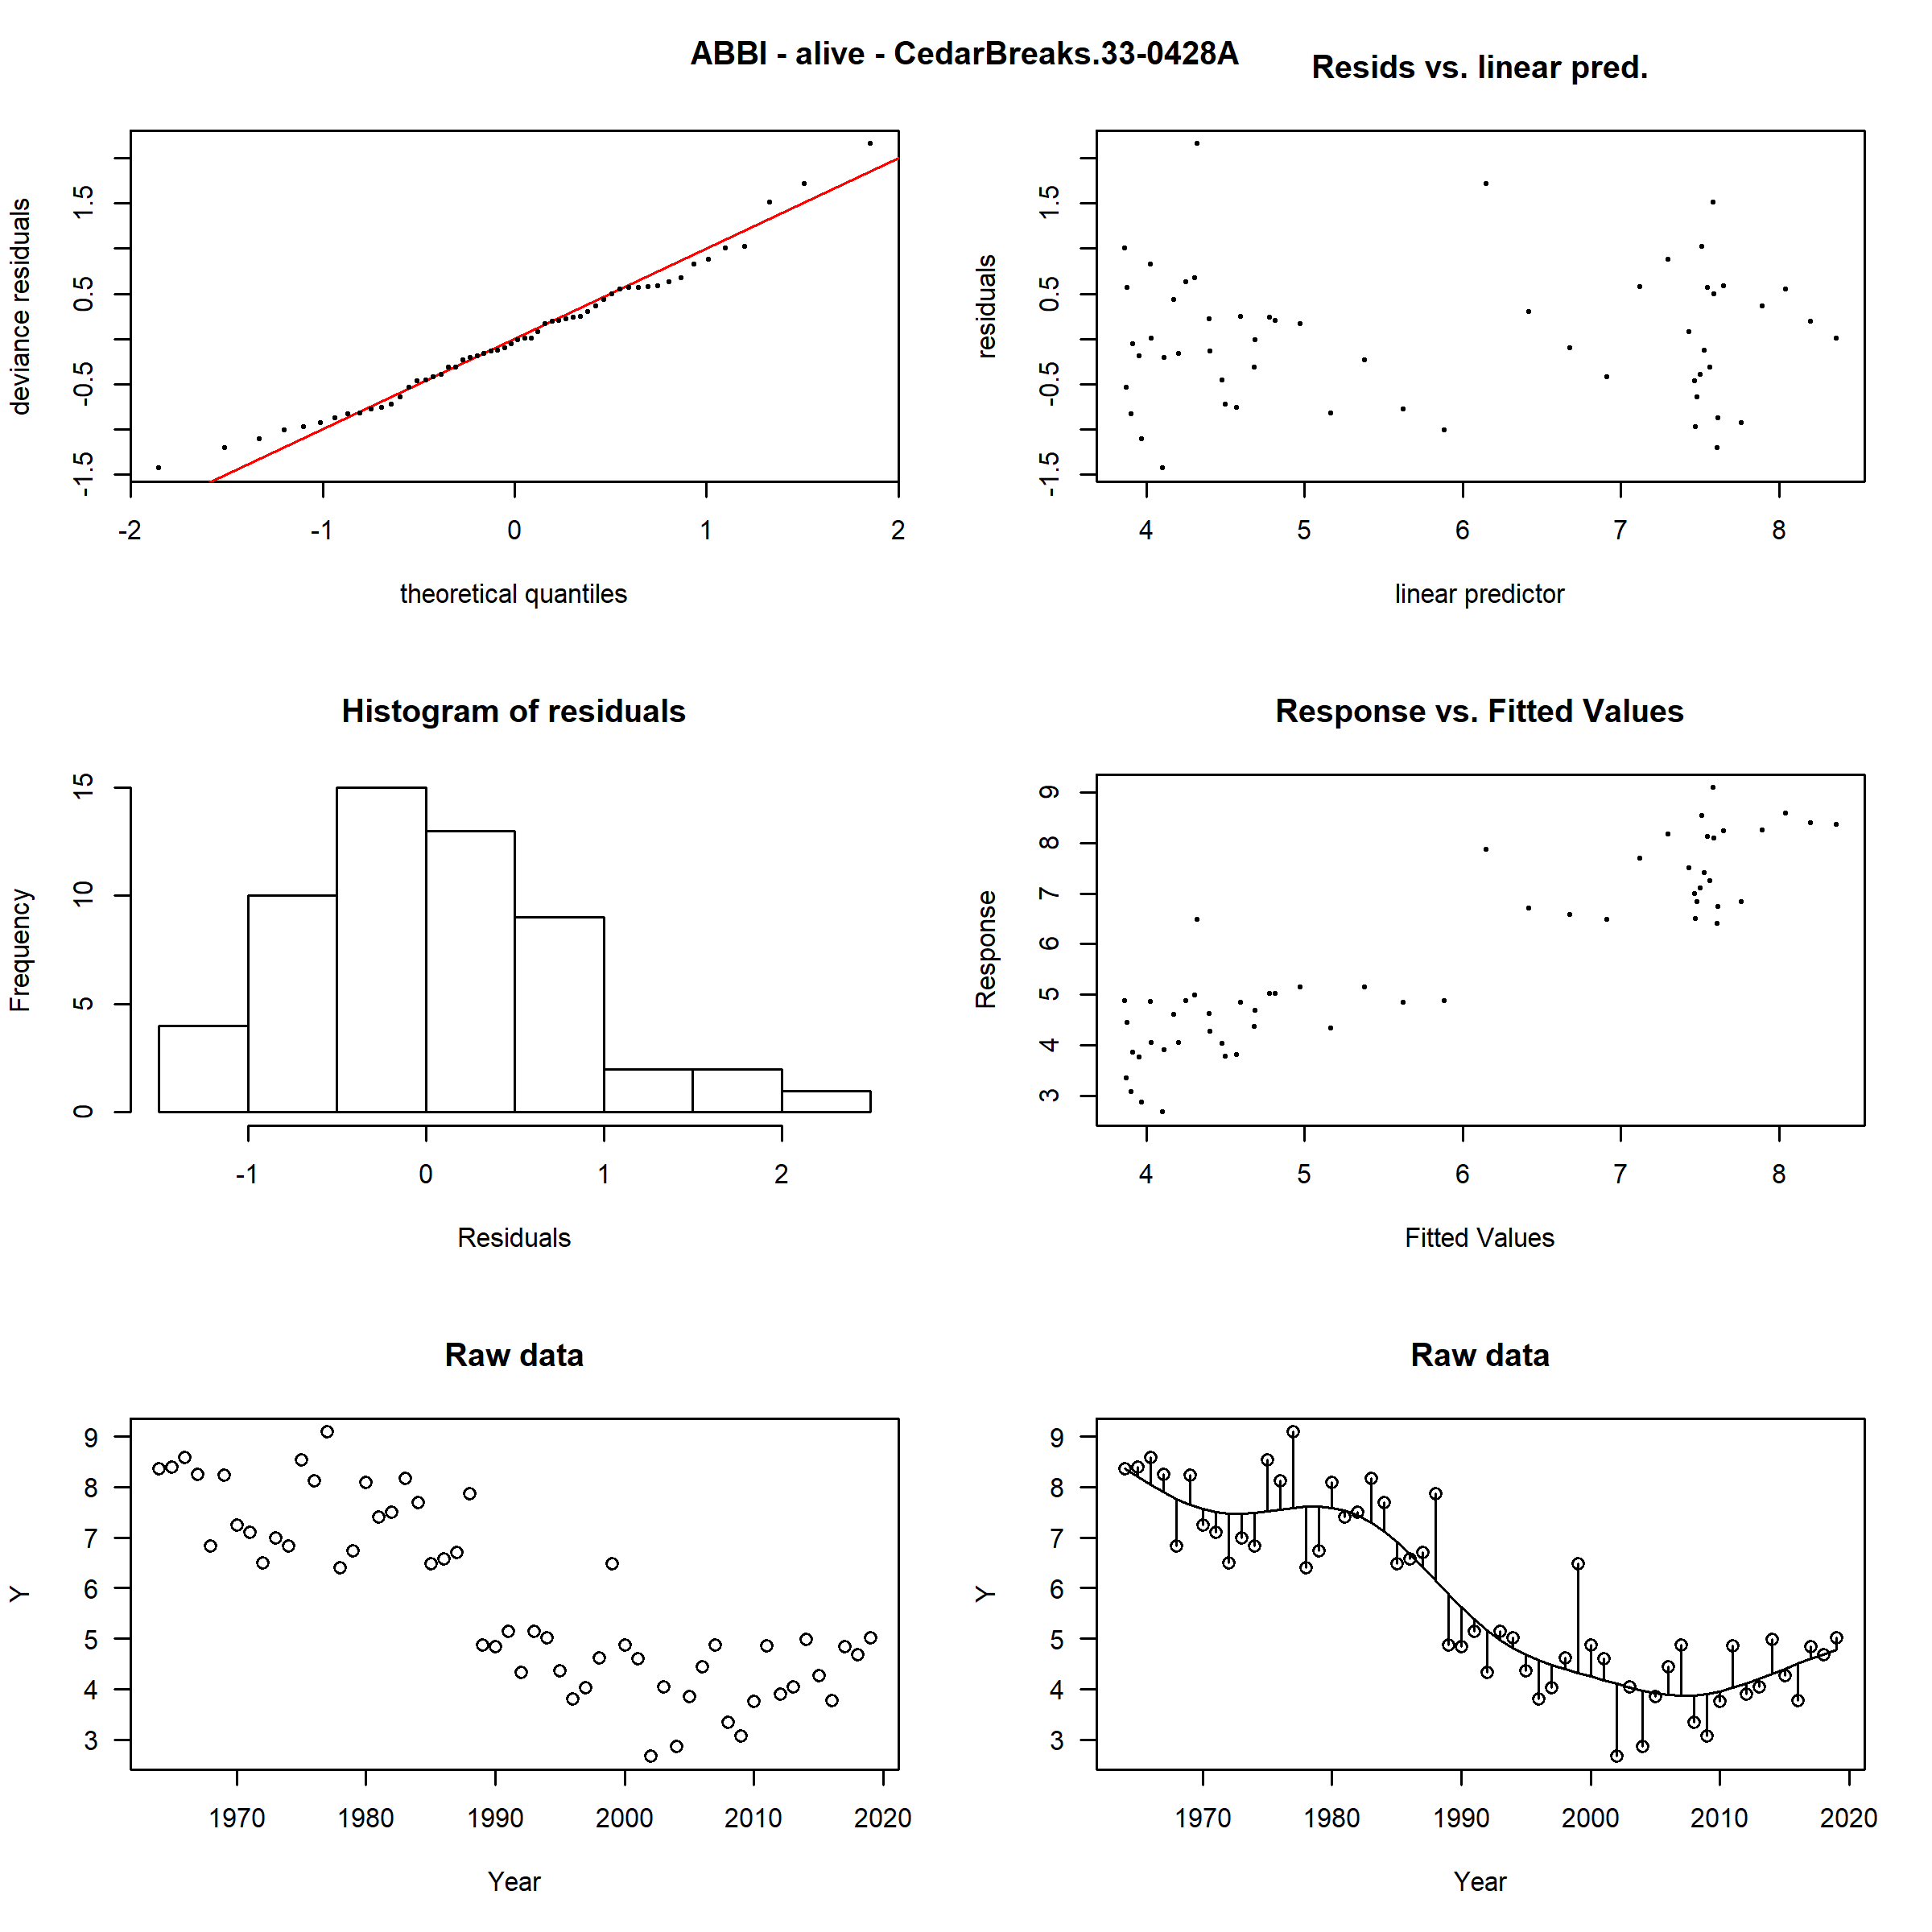 ABBI - alive - CedarBreaks.33-0428A
Resids vs. linear pred.
deviance residuals
-1.5 -0.5 0.5 1.5
-2 -1 0 1 2
theoretical quantiles
residuals
-1.5 -0.5 0.5 1.5
4 5 6 7 8
linear predictor
Histogram of residuals
Frequency
0 5 10 15
-1 0 1 2
Residuals
Response vs. Fitted Values
Response
3 4 5 6 7 8 9
4 5 6 7 8
Fitted Values
Raw data
Y
9
8
7
6
5
4
3
1970 1980 1990 2000 2010 2020
Year
Raw data
Y
9
8
7
6
5
4
3
1970 1980 1990 2000 2010 2020
Year